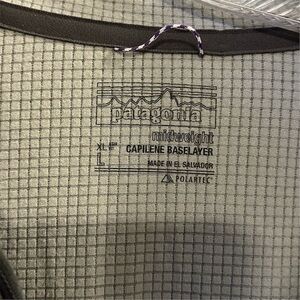 patagonia
midweight
XL CAPILENE BASELAYER
L MADE IN EL SALVADOR
POLARTEC